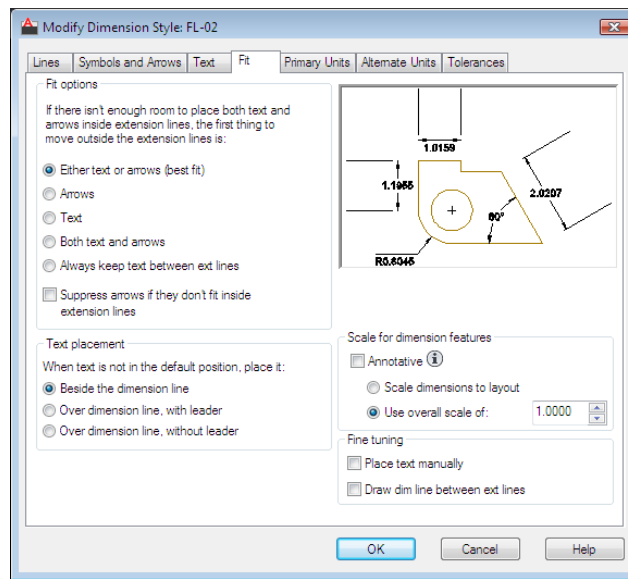 Modify Dimension Style: FL-02
Lines
Symbols and Arrows
Text
Fit
Primary Units
Alternate Units
Tolerances
Fit options
If there isn't enough room to place both text and
arrows inside extension lines, the first thing to
move outside the extension lines is:
Either text or arrows (best fit)
Arrows
Text
Both text and arrows
Always keep text between ext lines
Suppress arrows if they don't fit inside
extension lines
Text placement
When text is not in the default position, place it:
Beside the dimension line
Over dimension line, with leader
Over dimension line, without leader
1.0159
1.1955
2.0207
60°
R0.6045
Scale for dimension features
Annotative
Scale dimensions to layout
Use overall scale of:
1.0000
Fine tuning
Place text manually
Draw dim line between ext lines
OK
Cancel
Help